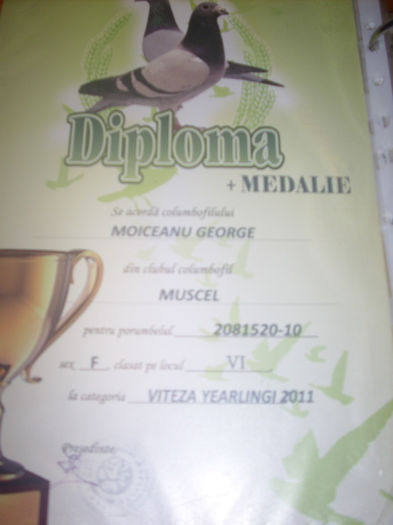 Diploma
+ MEDALIE
Se acordă columbofilului
MOICEANU GEORGE
din clubul columbofil
MUSCEL
pentru porumbelul 2081520-10
sex F, clasat pe locul VI
la categoria VITEZA YEARLINGI 2011
Președinte